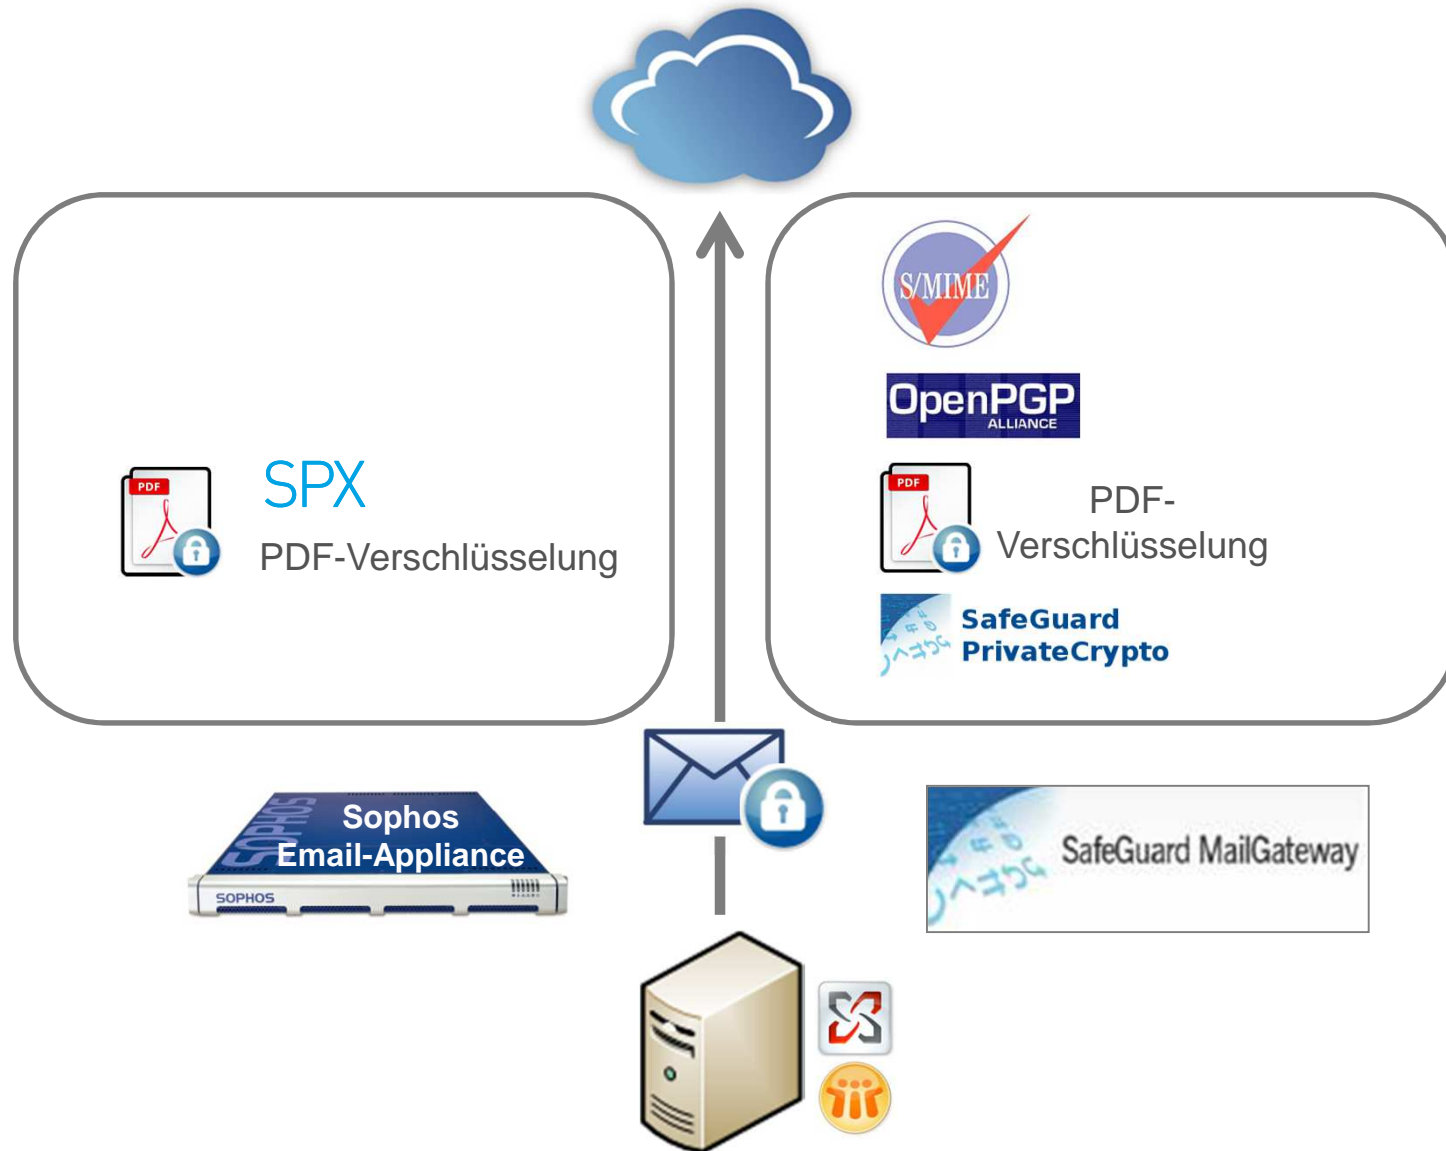 S/MIME
OpenPGP
ALLIANCE
PDF
SPX
PDF-Verschlüsselung
PDF
PDF-
Verschlüsselung
SafeGuard
PrivateCrypto
SOPHOS
Sophos
Email-Appliance
SOPHOS
SafeGuard MailGateway